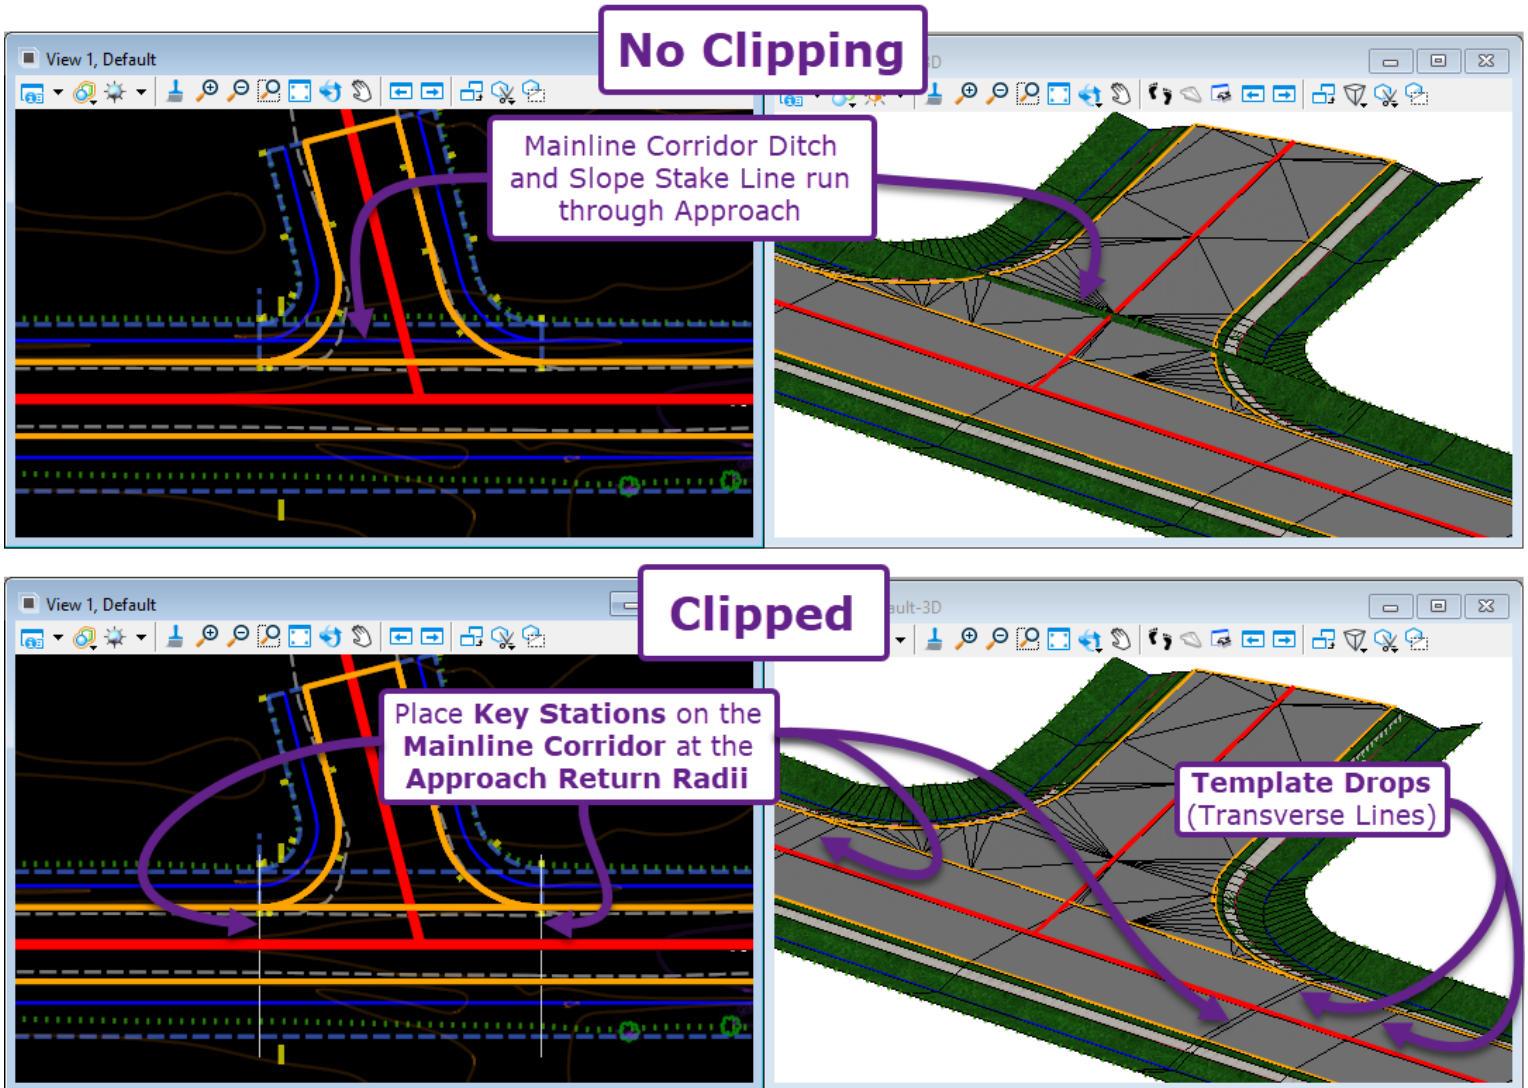 No Clipping
View 1, Default
3D
Mainline Corridor Ditch
and Slope Stake Line run
through Approach
Clipped
View 1, Default
ault-3D
Place Key Stations on the
Mainline Corridor at the
Approach Return Radii
Template Drops
(Transverse Lines)